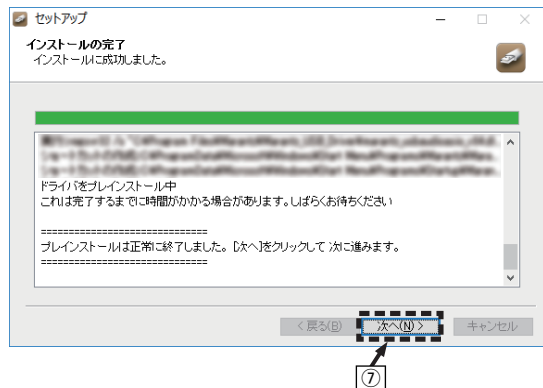 セットアップ
インストールの完了
インストールに成功しました。
ドライバをプレインストール中
これは完了するまでに時間がかかる場合があります。しばらくお待ちください
==============================
プレインストールは正常に終了しました。 [次へ]をクリックして 次に進みます。
==============================
< 戻る(B)
次へ(N) >
キャンセル
⑦